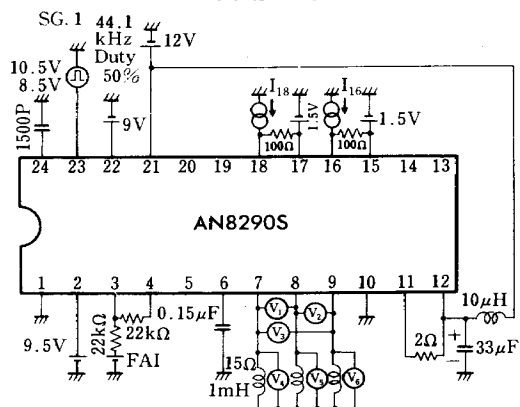 SG. 1
44.1
kHz
Duty
50%
12V
10.5V
8.5V
1500P
9V
I18
1.5V
100Ω
I16
1.5V
100Ω
24 23 22 21 20 19 18 17 16 15 14 13
AN8290S
1 2 3 4 5 6 7 8 9 10 11 12
9.5V
22kΩ
22kΩ
FAI
0.15μF
V1
V2
V3
15Ω
1mH
V4
V5
V6
2Ω
10μH
+
−
33μF